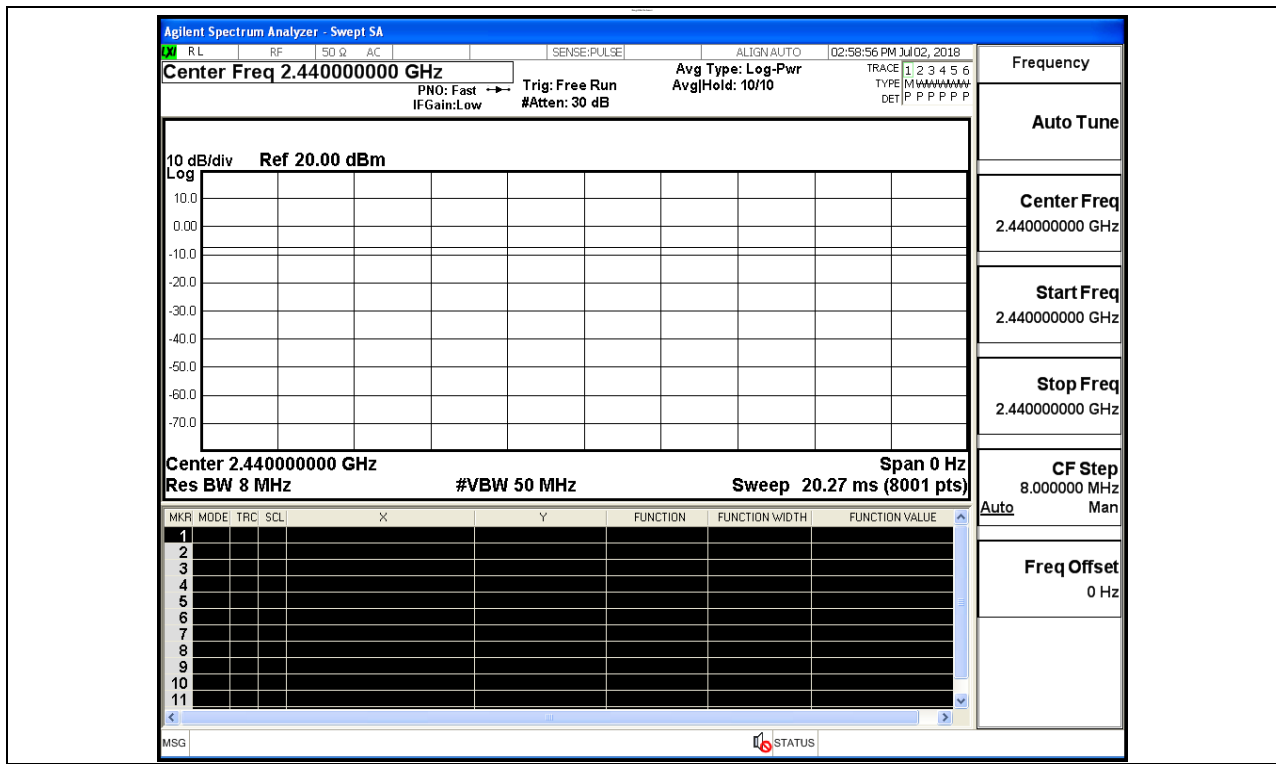 Agilent Spectrum Analyzer - Swept SA
LXI RL RF 50 Ω AC SENSE:PULSE ALIGN AUTO 02:58:56 PM Jul 02, 2018
Center Freq 2.440000000 GHz
PNO: Fast
IFGain:Low
Trig: Free Run
#Atten: 30 dB
Avg Type: Log-Pwr
Avg|Hold: 10/10
TRACE 1 2 3 4 5 6
TYPE M WWWWW
DET P P P P P P
10 dB/div Ref 20.00 dBm
Log
10.0
0.00
-10.0
-20.0
-30.0
-40.0
-50.0
-60.0
-70.0
Center 2.440000000 GHz Span 0 Hz
Res BW 8 MHz #VBW 50 MHz Sweep 20.27 ms (8001 pts)
MKR MODE TRC SCL X Y FUNCTION FUNCTION WIDTH FUNCTION VALUE
1
2
3
4
5
6
7
8
9
10
11
MSG STATUS
Frequency
Auto Tune
Center Freq
2.440000000 GHz
Start Freq
2.440000000 GHz
Stop Freq
2.440000000 GHz
CF Step
8.000000 MHz
Auto Man
Freq Offset
0 Hz